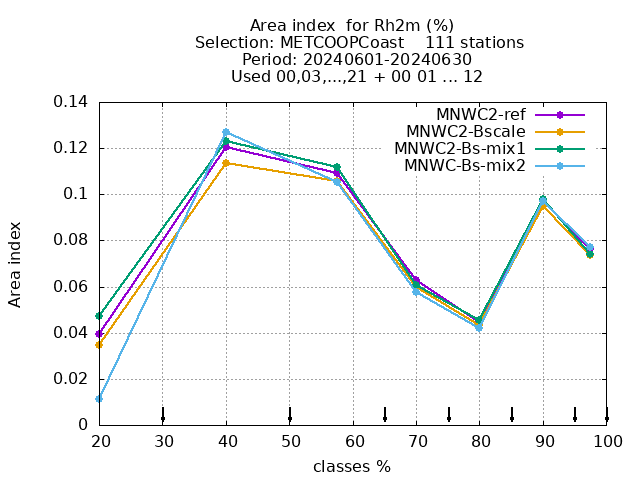 Area index  for Rh2m (%)
Selection: METCOOPCoast    111 stations
Period: 20240601-20240630
Used 00,03,...,21 + 00 01 ... 12
MNWC2-ref
MNWC2-Bscale
MNWC2-Bs-mix1
MNWC-Bs-mix2
0.14
0.12
0.1
0.08
0.06
0.04
0.02
0
Area index
20 30 40 50 60 70 80 90 100
classes %